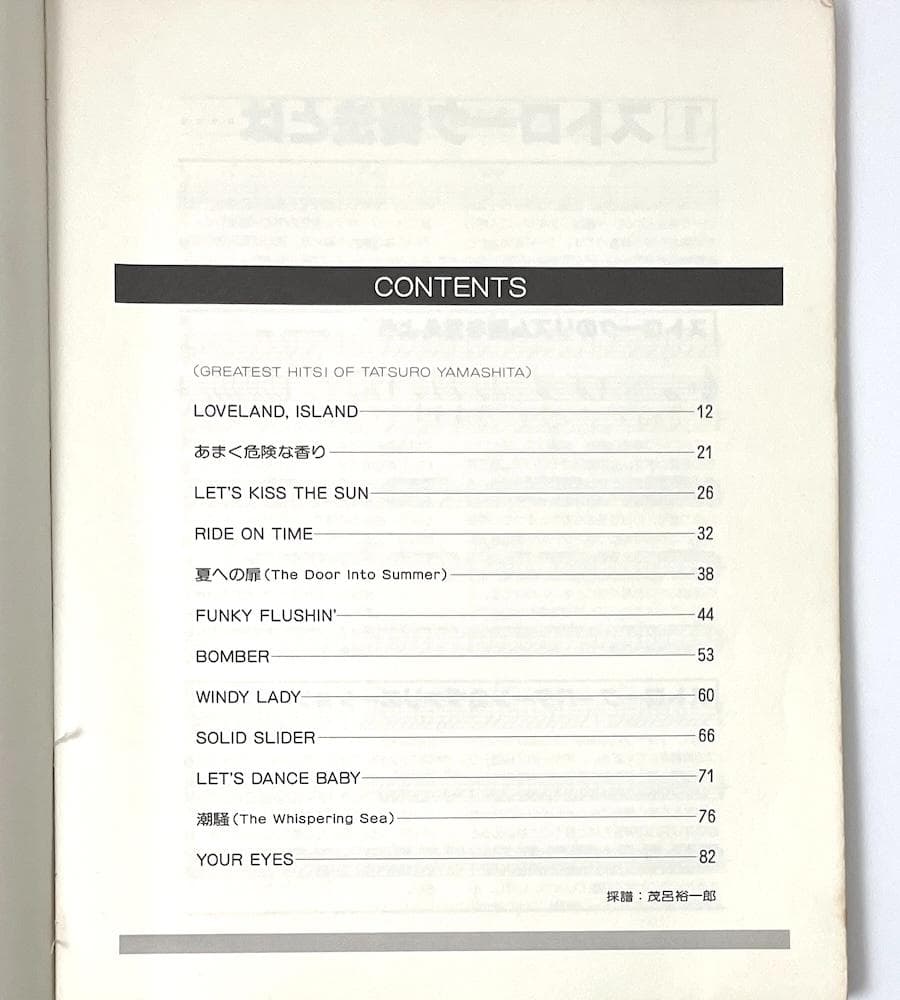 CONTENTS
(GREATEST HITS! OF TATSURO YAMASHITA)
LOVELAND, ISLAND 12
あまく危険な香り 21
LET'S KISS THE SUN 26
RIDE ON TIME 32
夏への扉(The Door Into Summer) 38
FUNKY FLUSHIN' 44
BOMBER 53
WINDY LADY 60
SOLID SLIDER 66
LET'S DANCE BABY 71
潮騒(The Whispering Sea) 76
YOUR EYES 82
採譜:茂呂裕一郎